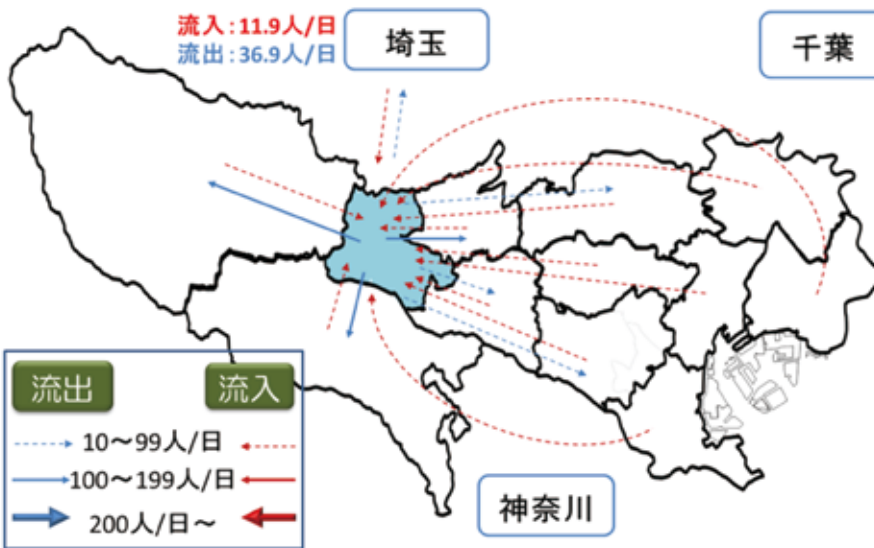 流入:11.9人/日
流出:36.9人/日
埼玉
千葉
流出
流入
10~99人/日
100~199人/日
200人/日~
神奈川